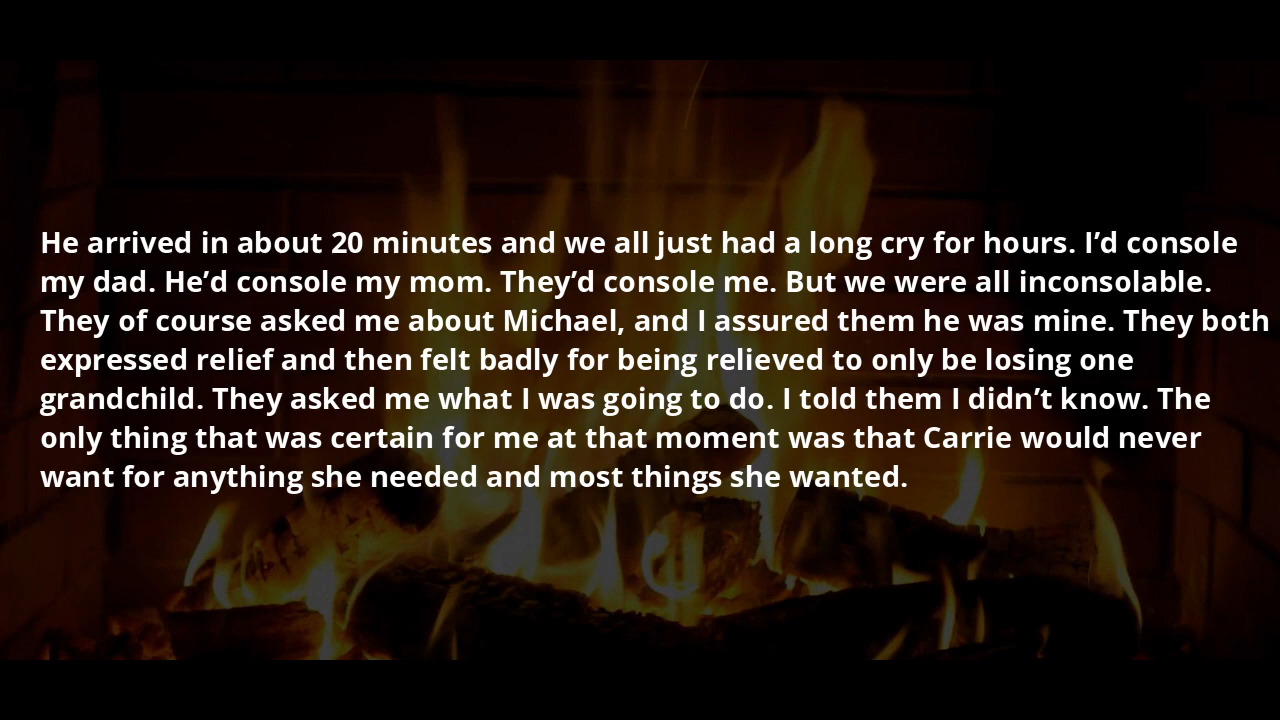 He arrived in about 20 minutes and we all just had a long cry for hours. I’d console
my dad. He’d console my mom. They’d console me. But we were all inconsolable.
They of course asked me about Michael, and I assured them he was mine. They both
expressed relief and then felt badly for being relieved to only be losing one
grandchild. They asked me what I was going to do. I told them I didn’t know. The
only thing that was certain for me at that moment was that Carrie would never
want for anything she needed and most things she wanted.